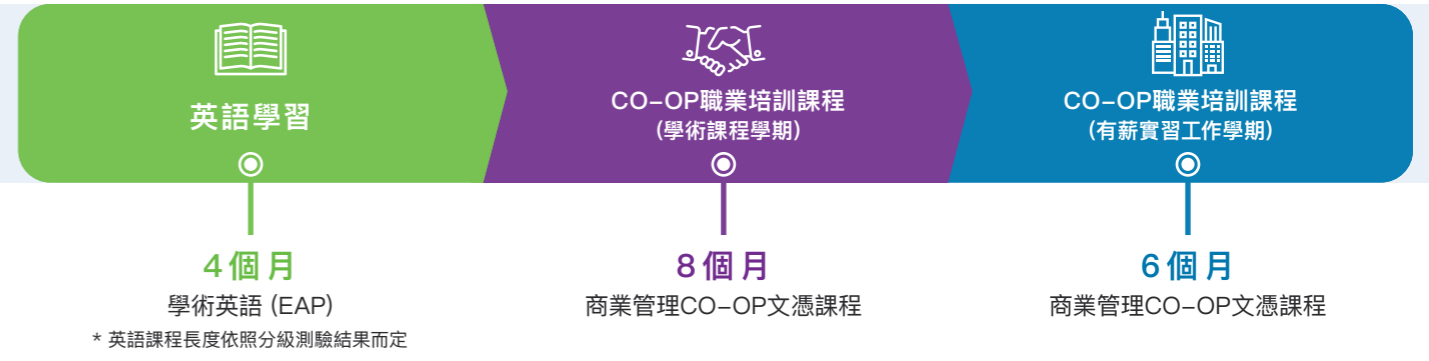 英語學習
CO-OP職業培訓課程
(學術課程學期)
CO-OP職業培訓課程
(有薪實習工作學期)
4個月
學術英語 (EAP)
* 英語課程長度依照分級測驗結果而定
8個月
商業管理CO-OP文憑課程
6個月
商業管理CO-OP文憑課程